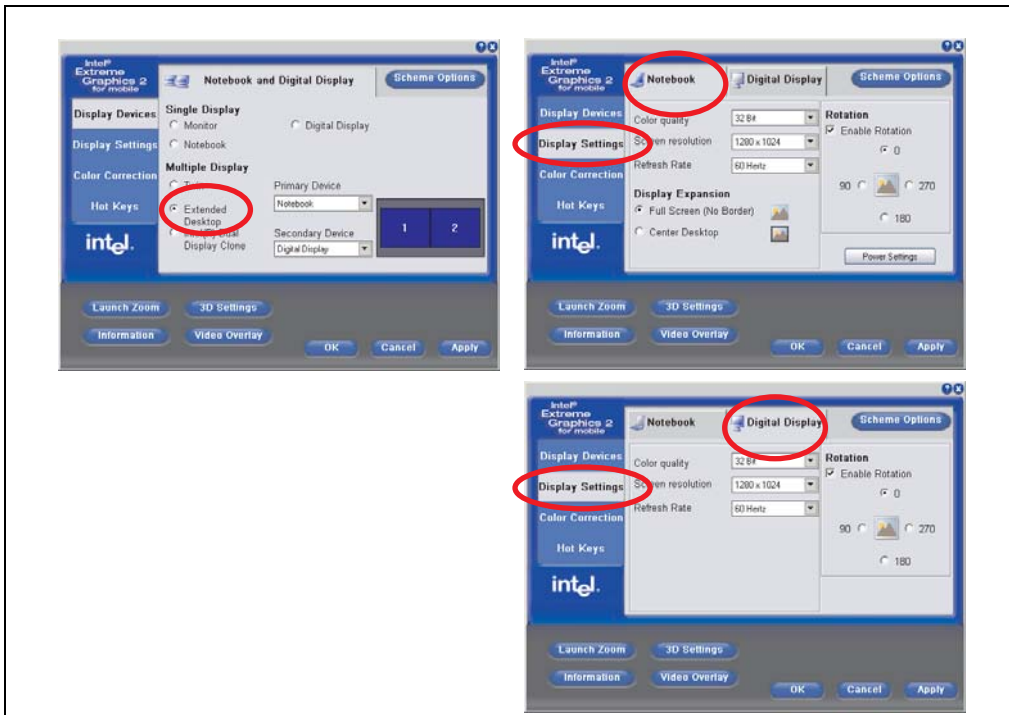 intel®
Extreme
Graphics 2
for mobile
Notebook and Digital Display
Scheme Options
Display Devices
Display Settings
Color Correction
Hot Keys
intel.
Single Display
Monitor
Digital Display
Notebook
Multiple Display
Twin
Primary Device
Notebook
Extended
Desktop
Secondary Device
Dual
Display Clone
Digital Display
1
2
Launch Zoom
3D Settings
Information
Video Overlay
OK
Cancel
Apply
intel®
Extreme
Graphics 2
for mobile
Notebook
Digital Display
Scheme Options
Display Devices
Display Settings
Color Correction
Hot Keys
intel.
Color quality
32 Bit
Screen resolution
1280 x 1024
Refresh Rate
60 Hertz
Display Expansion
Full Screen (No Border)
Center Desktop
Rotation
Enable Rotation
0
90
270
180
Power Settings
Launch Zoom
3D Settings
Information
Video Overlay
OK
Cancel
Apply
intel®
Extreme
Graphics 2
for mobile
Notebook
Digital Display
Scheme Options
Display Devices
Display Settings
Color Correction
Hot Keys
intel.
Color quality
32 Bit
Screen resolution
1280 x 1024
Refresh Rate
60 Hertz
Rotation
Enable Rotation
0
90
270
180
Launch Zoom
3D Settings
Information
Video Overlay
OK
Cancel
Apply